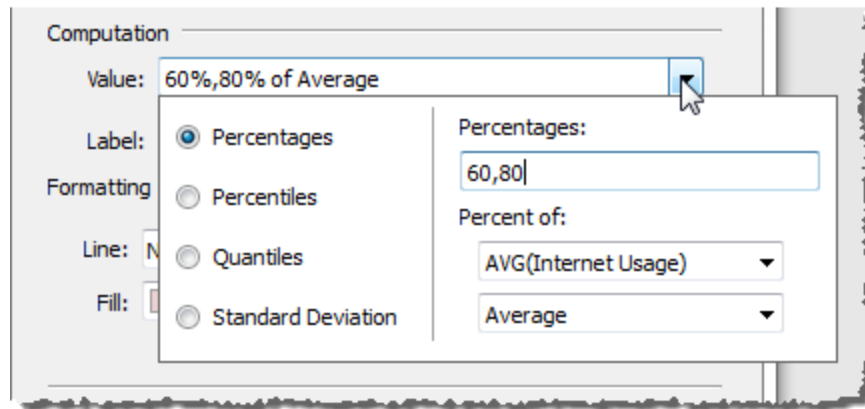 Computation
Value: 60%,80% of Average
Label:
Percentages
Percentages:
60,80
Formatting
Percentiles
Percent of:
Line: N
Quantiles
AVG(Internet Usage)
Fill:
Standard Deviation
Average